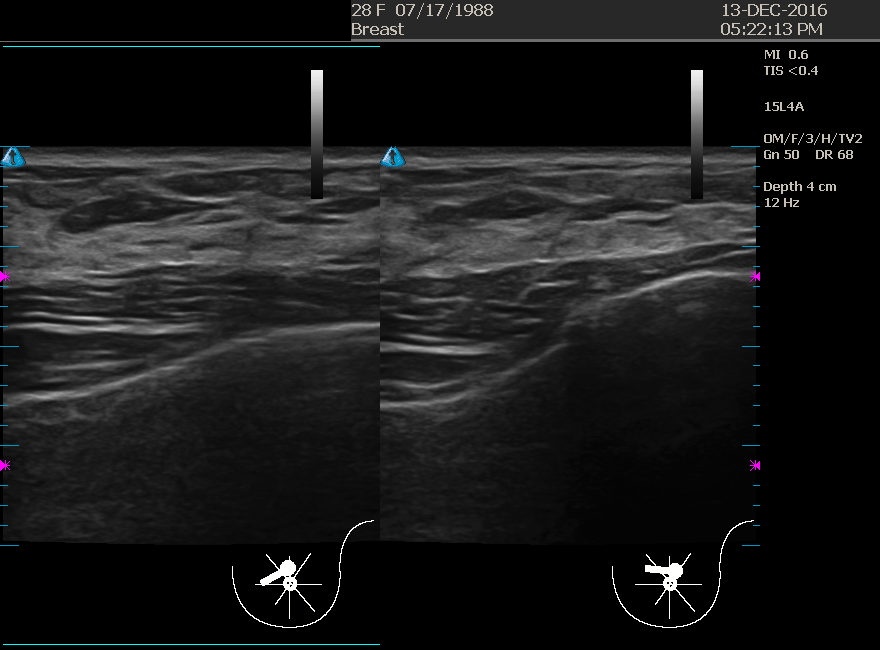 28 F 07/17/1988 13-DEC-2016
Breast 05:22:13 PM
MI 0.6
TIS <0.4
15L4A
OM/F/3/H/TV2
Gn 50 DR 68
Depth 4 cm
12 Hz